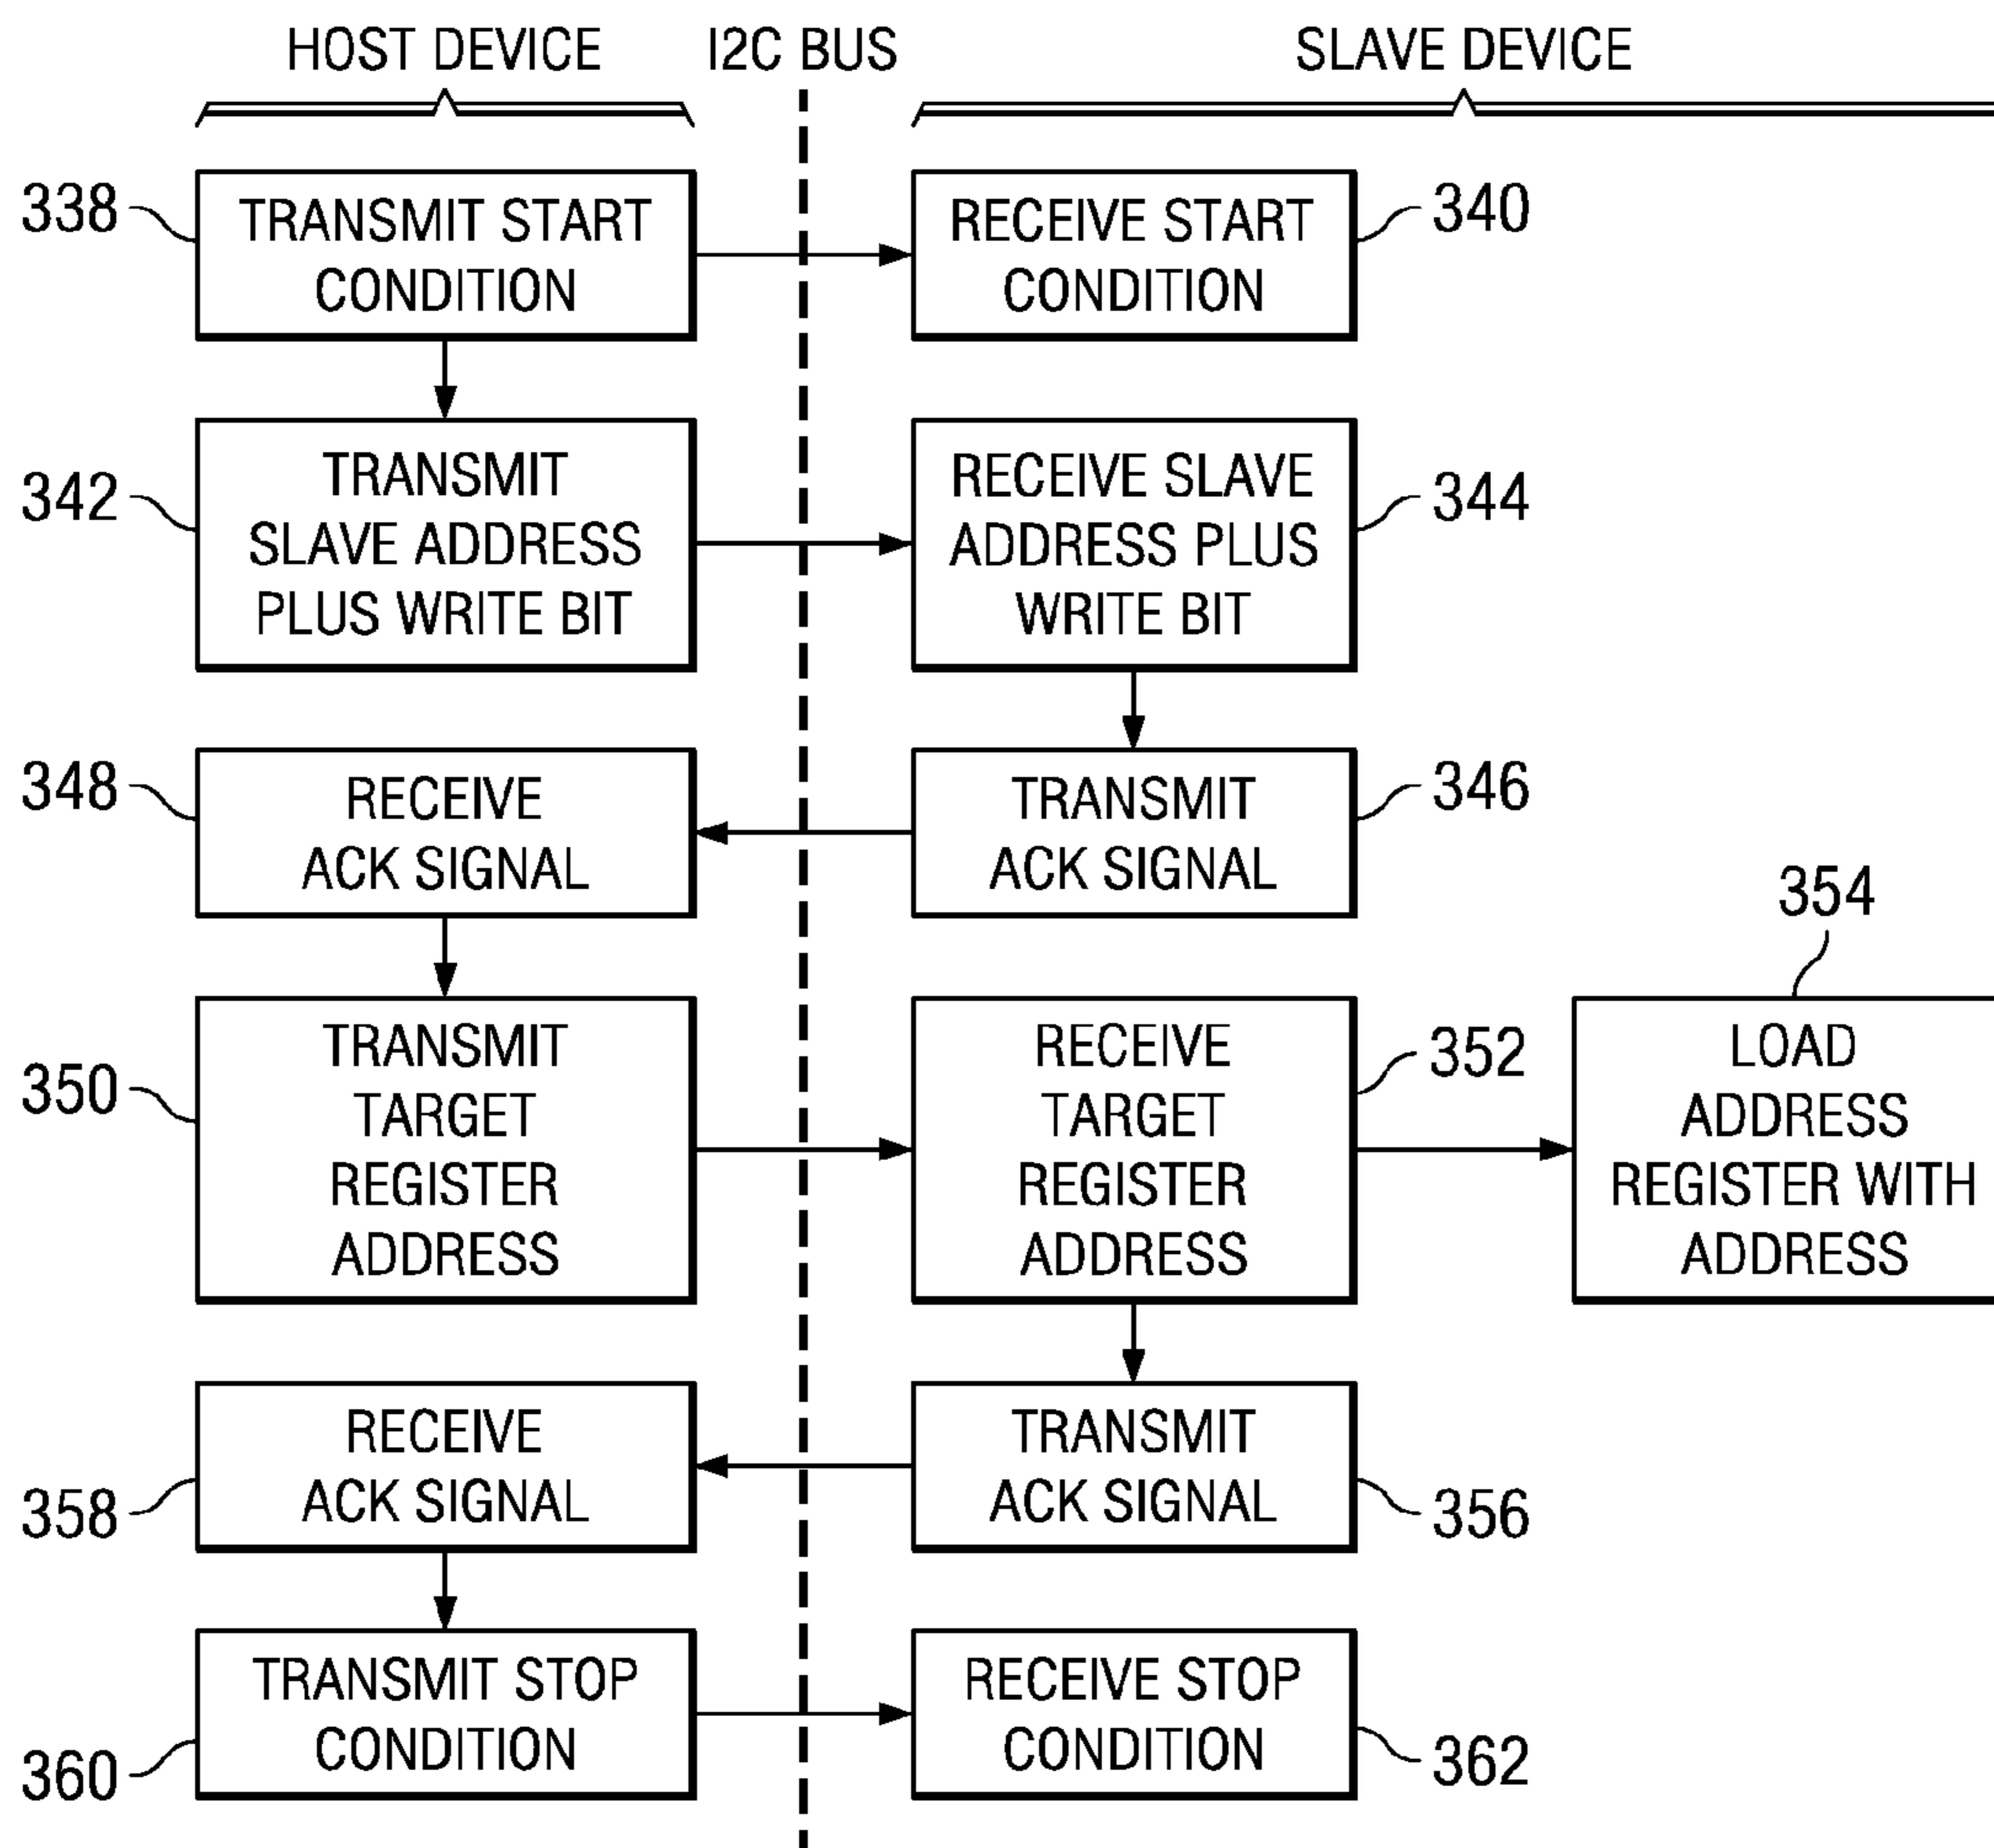 HOST DEVICE
I2C BUS
SLAVE DEVICE
338
TRANSMIT START
CONDITION
RECEIVE START
CONDITION
340
342
TRANSMIT
SLAVE ADDRESS
PLUS WRITE BIT
RECEIVE SLAVE
ADDRESS PLUS
WRITE BIT
344
348
RECEIVE
ACK SIGNAL
TRANSMIT
ACK SIGNAL
346
350
TRANSMIT
TARGET
REGISTER
ADDRESS
RECEIVE
TARGET
REGISTER
ADDRESS
352
354
LOAD
ADDRESS
REGISTER WITH
ADDRESS
358
RECEIVE
ACK SIGNAL
TRANSMIT
ACK SIGNAL
356
360
TRANSMIT STOP
CONDITION
RECEIVE STOP
CONDITION
362